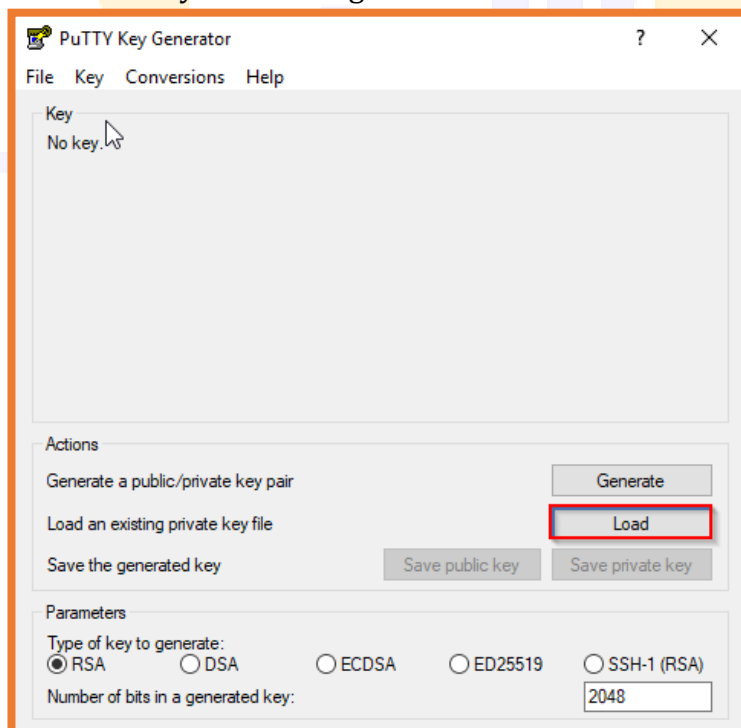 PuTTY Key Generator ? ×
File Key Conversions Help
Key
No key.
Actions
Generate a public/private key pair Generate
Load an existing private key file Load
Save the generated key Save public key Save private key
Parameters
Type of key to generate:
RSA DSA ECDSA ED25519 SSH-1 (RSA)
Number of bits in a generated key: 2048